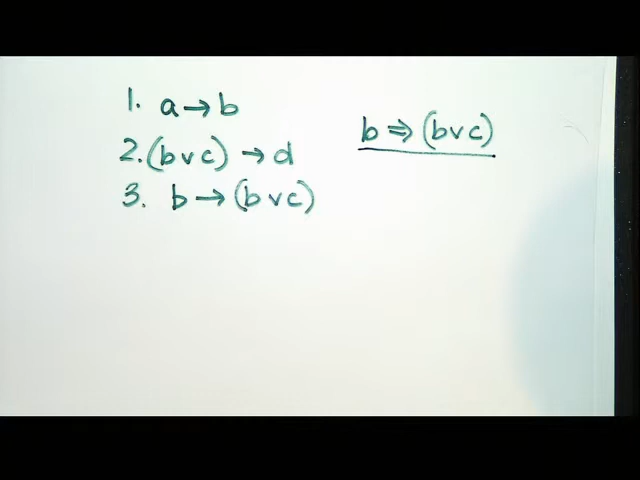 1. a → b
2. (b ∨ c) → d
3. b → (b ∨ c)
b ⇒ (b ∨ c)